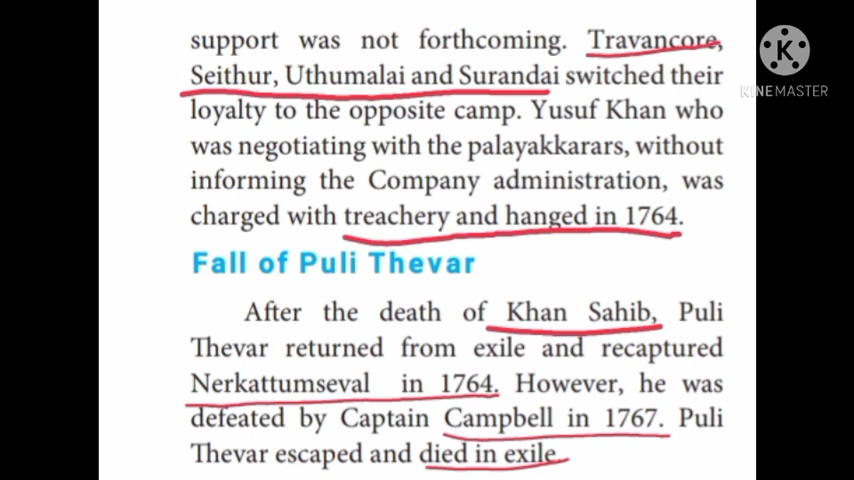 support was not forthcoming. Travancore,
Seithur, Uthumalai and Surandai switched their
loyalty to the opposite camp. Yusuf Khan who
was negotiating with the palayakkarars, without
informing the Company administration, was
charged with treachery and hanged in 1764.
Fall of Puli Thevar
After the death of Khan Sahib, Puli
Thevar returned from exile and recaptured
Nerkattumseval in 1764. However, he was
defeated by Captain Campbell in 1767. Puli
Thevar escaped and died in exile.
K
KINEMASTER